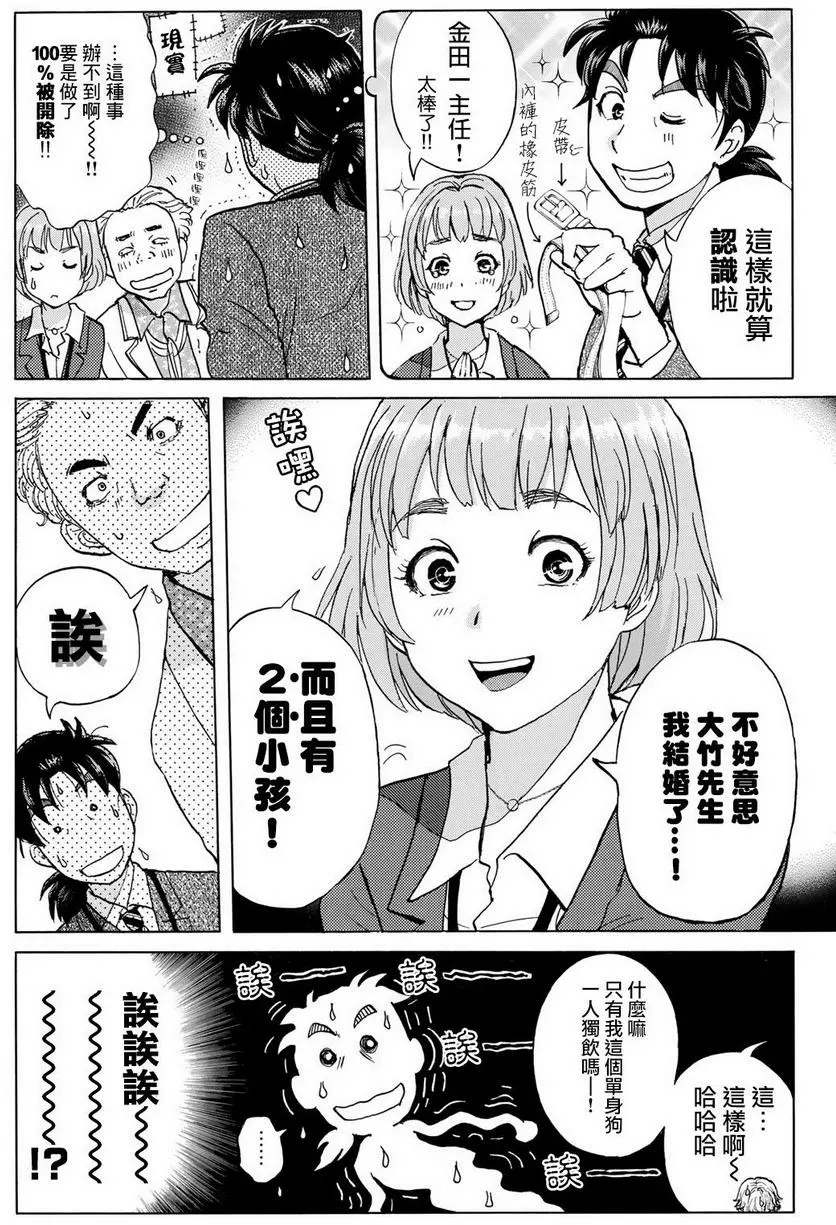 這樣就算
認識啦
金田一主任！
太棒了!!
皮帶
內褲的橡皮筋
現實
…這種事
辦不到啊～～!!
要是做了
100%被開除!!
不好意思
大竹先生
我結婚了…！
而且有
2個小孩！
誒嘿♡
誒
這…
這樣啊～
哈哈哈
什麼嘛
只有我這個單身狗
一人獨飲嗎—！
誒——
誒——
誒——
誒——
……
誒誒誒～～～～～～!?